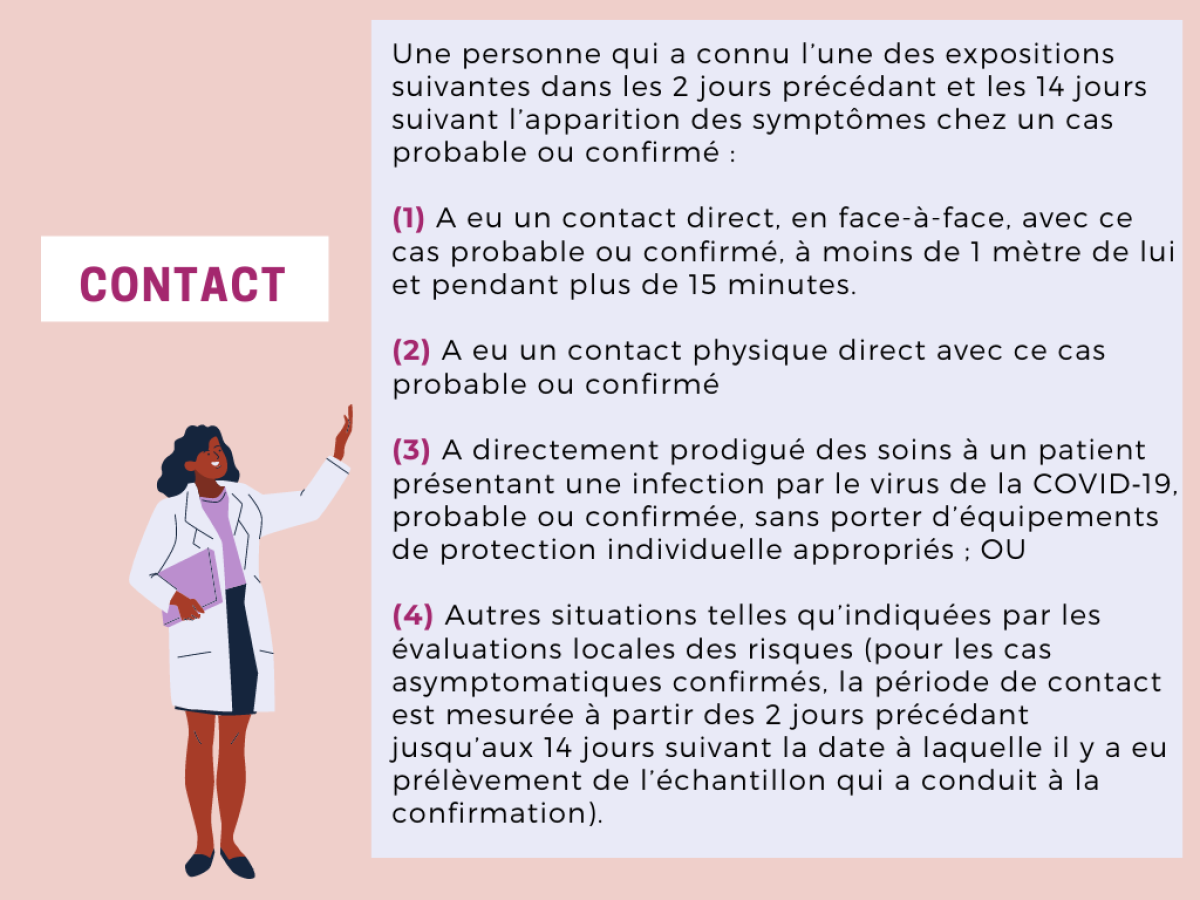 CONTACT
Une personne qui a connu l’une des expositions
suivantes dans les 2 jours précédant et les 14 jours
suivant l’apparition des symptômes chez un cas
probable ou confirmé :
(1) A eu un contact direct, en face-à-face, avec ce
cas probable ou confirmé, à moins de 1 mètre de lui
et pendant plus de 15 minutes.
(2) A eu un contact physique direct avec ce cas
probable ou confirmé
(3) A directement prodigué des soins à un patient
présentant une infection par le virus de la COVID-19,
probable ou confirmée, sans porter d’équipements
de protection individuelle appropriés ; OU
(4) Autres situations telles qu’indiquées par les
évaluations locales des risques (pour les cas
asymptomatiques confirmés, la période de contact
est mesurée à partir des 2 jours précédant
jusqu’aux 14 jours suivant la date à laquelle il y a eu
prélèvement de l’échantillon qui a conduit à la
confirmation).